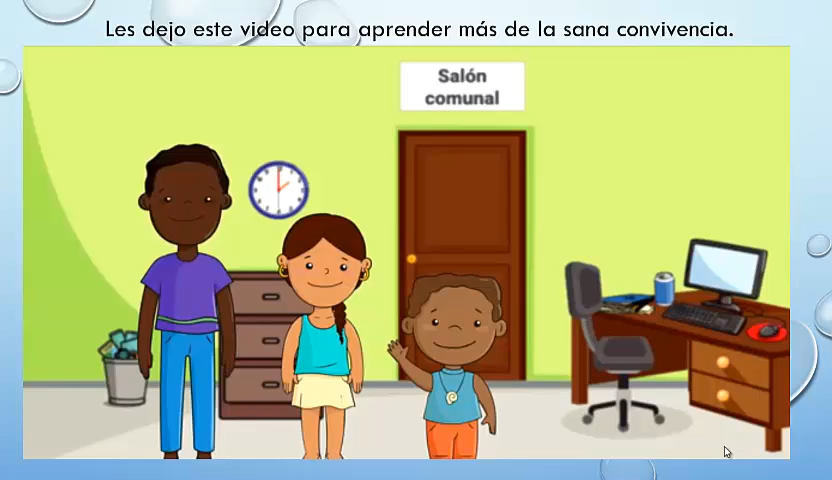 Les dejo este video para aprender más de la sana convivencia.
Salón
comunal